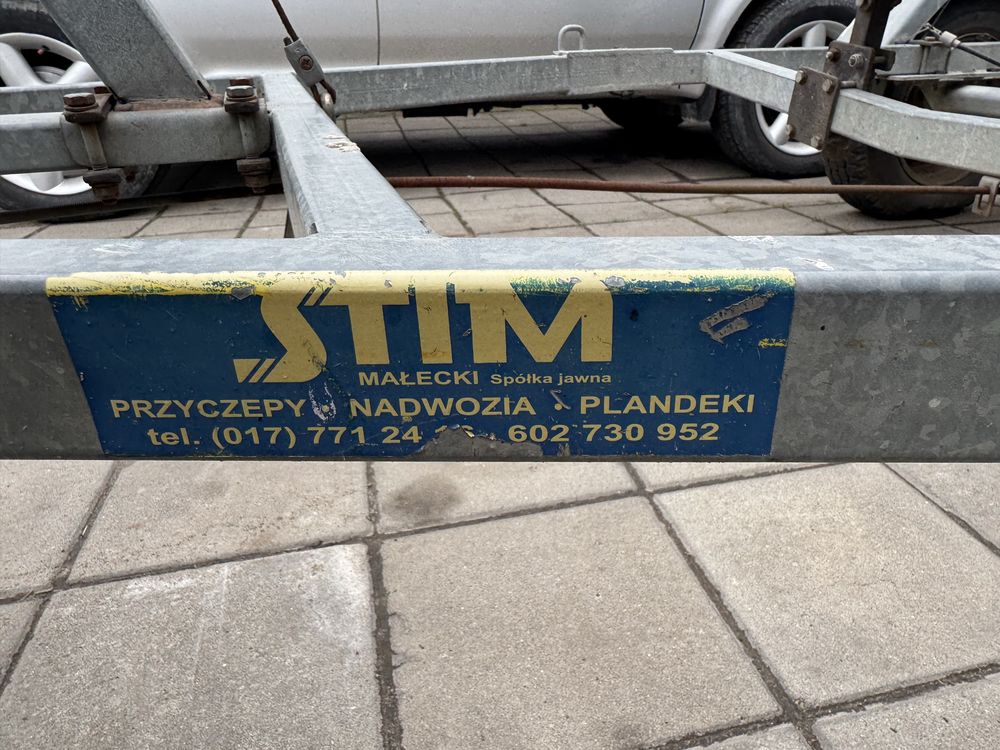 STIM
MAŁECKI Spółka jawna
PRZYCZEPY • NADWOZIA • PLANDEKI
tel. (017) 771 24 602 730 952